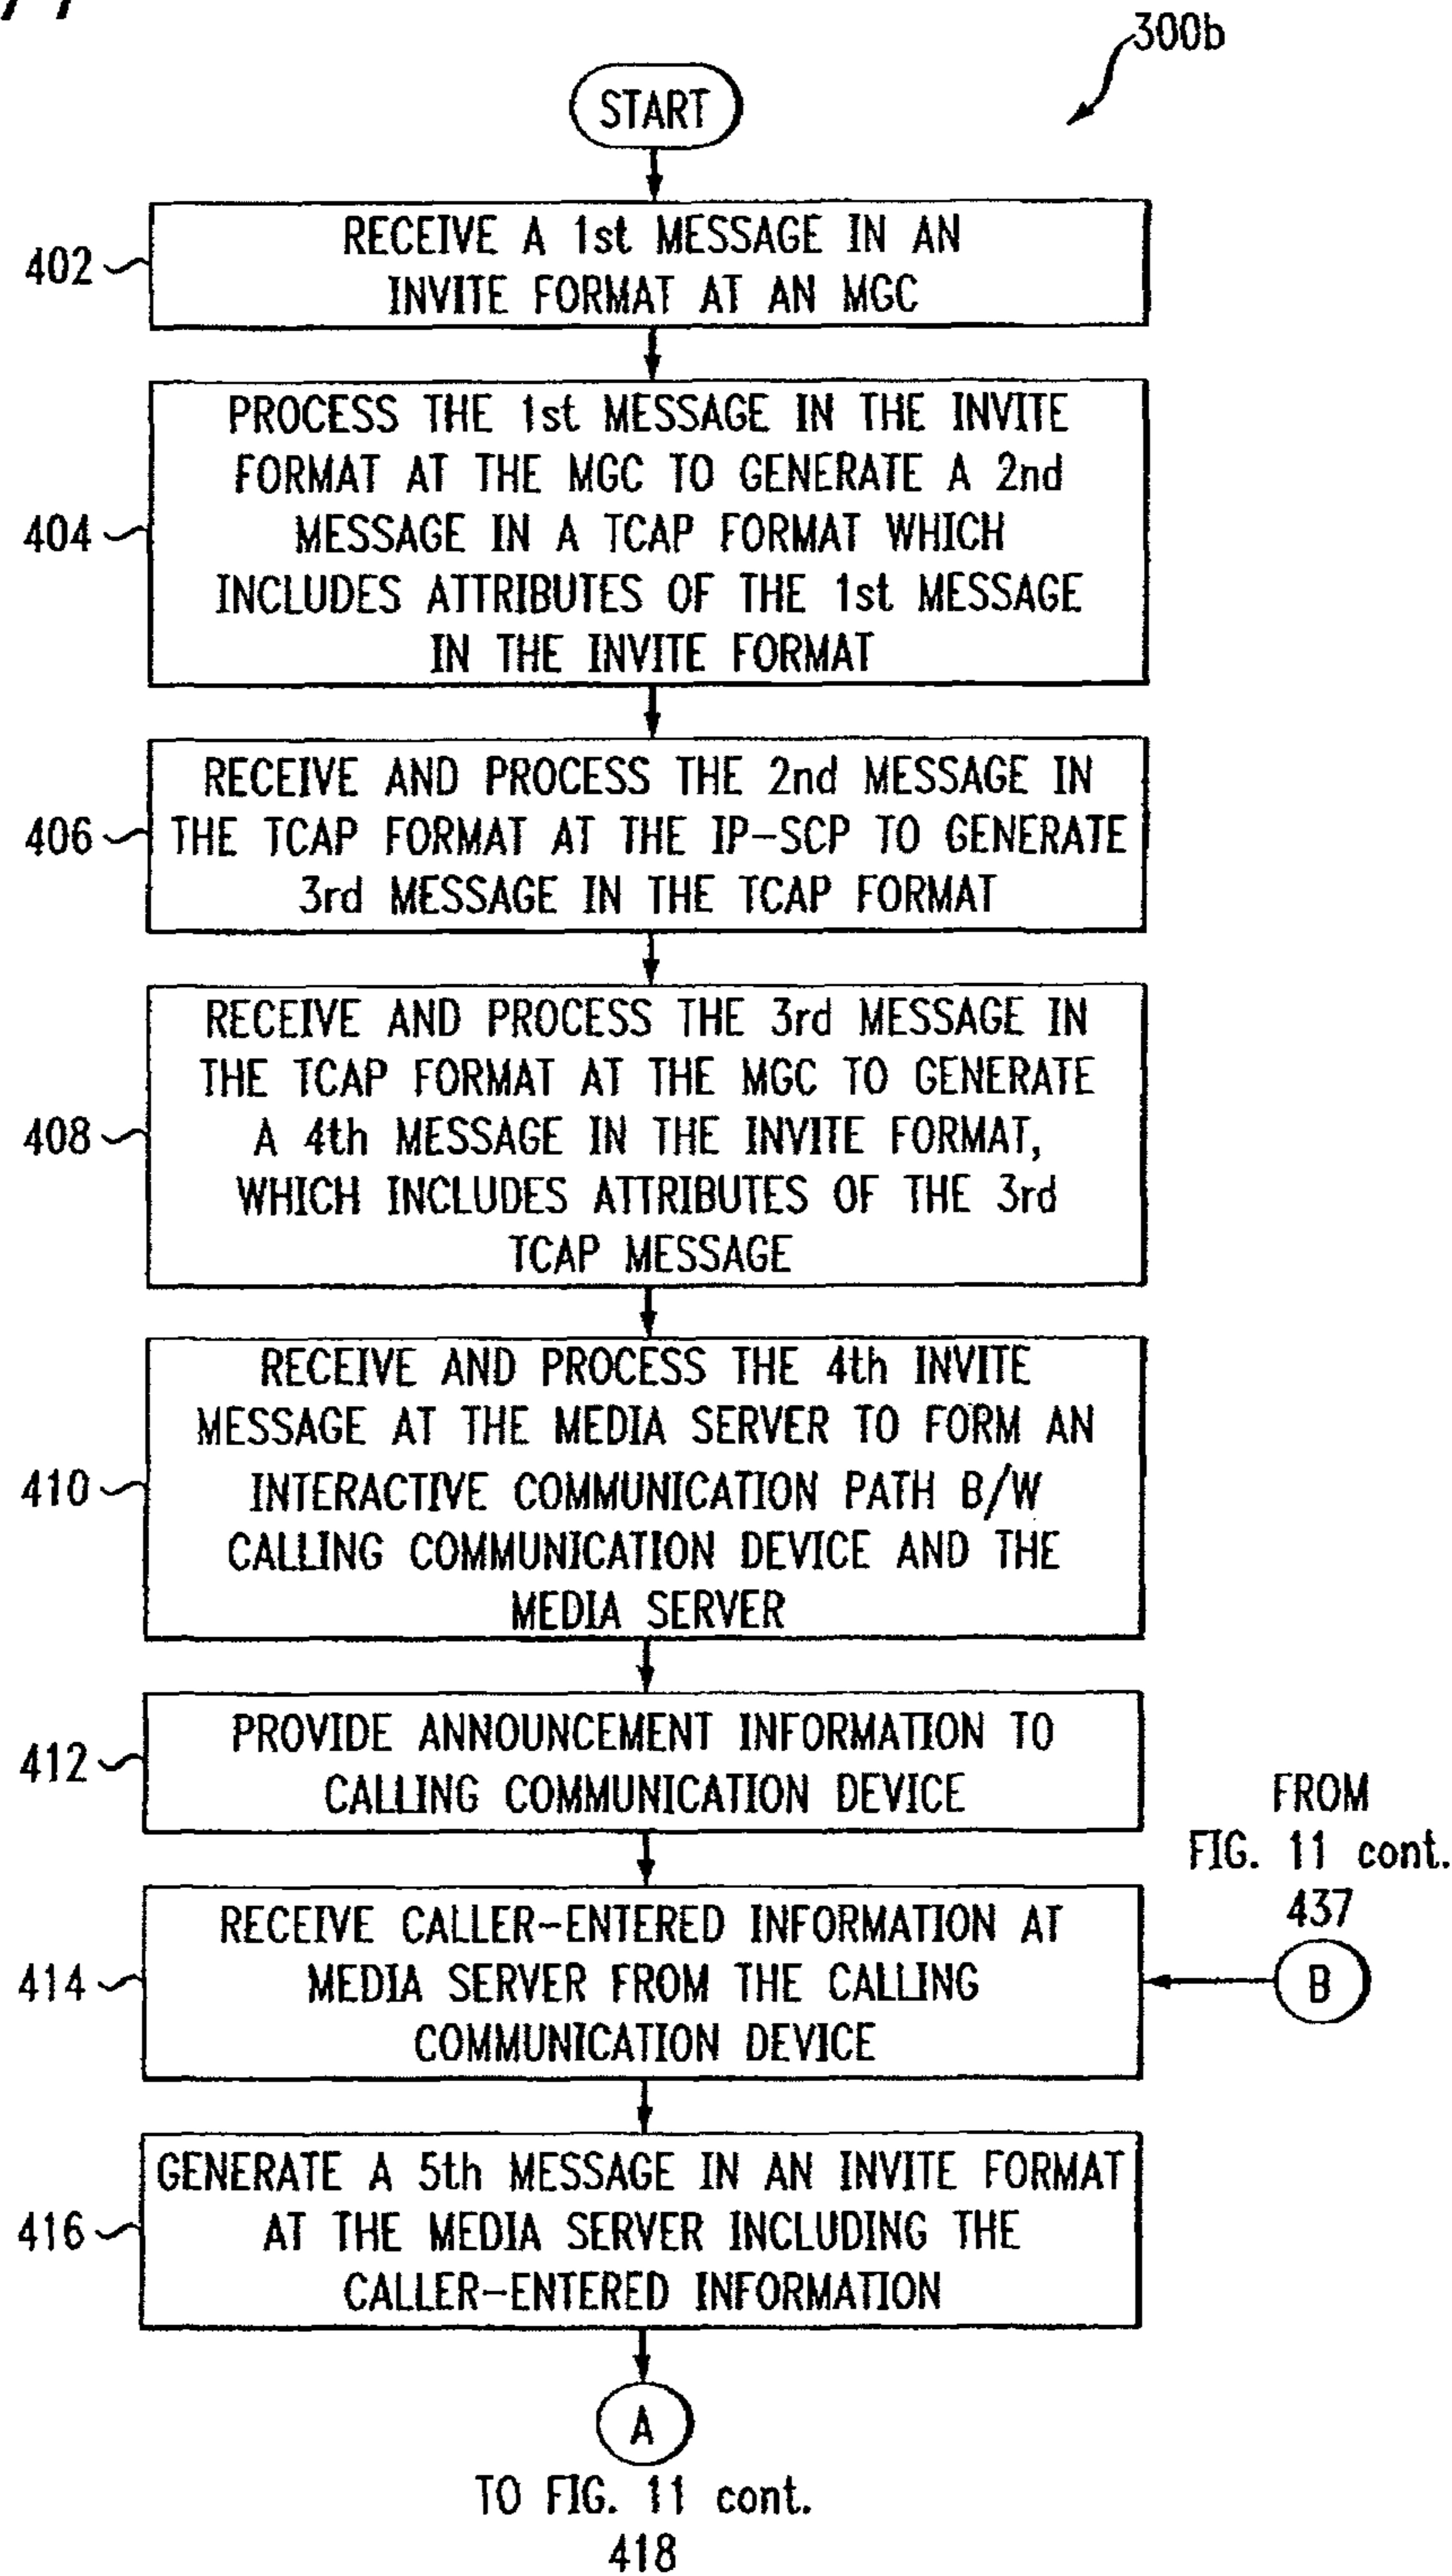 300b
START
402
RECEIVE A 1st MESSAGE IN AN
INVITE FORMAT AT AN MGC
404
PROCESS THE 1st MESSAGE IN THE INVITE
FORMAT AT THE MGC TO GENERATE A 2nd
MESSAGE IN A TCAP FORMAT WHICH
INCLUDES ATTRIBUTES OF THE 1st MESSAGE
IN THE INVITE FORMAT
406
RECEIVE AND PROCESS THE 2nd MESSAGE IN
THE TCAP FORMAT AT THE IP-SCP TO GENERATE
3rd MESSAGE IN THE TCAP FORMAT
408
RECEIVE AND PROCESS THE 3rd MESSAGE IN
THE TCAP FORMAT AT THE MGC TO GENERATE
A 4th MESSAGE IN THE INVITE FORMAT,
WHICH INCLUDES ATTRIBUTES OF THE 3rd
TCAP MESSAGE
410
RECEIVE AND PROCESS THE 4th INVITE
MESSAGE AT THE MEDIA SERVER TO FORM AN
INTERACTIVE COMMUNICATION PATH B/W
CALLING COMMUNICATION DEVICE AND THE
MEDIA SERVER
412
PROVIDE ANNOUNCEMENT INFORMATION TO
CALLING COMMUNICATION DEVICE
FROM
FIG. 11 cont.
437
B
414
RECEIVE CALLER-ENTERED INFORMATION AT
MEDIA SERVER FROM THE CALLING
COMMUNICATION DEVICE
416
GENERATE A 5th MESSAGE IN AN INVITE FORMAT
AT THE MEDIA SERVER INCLUDING THE
CALLER-ENTERED INFORMATION
A
TO FIG. 11 cont.
418